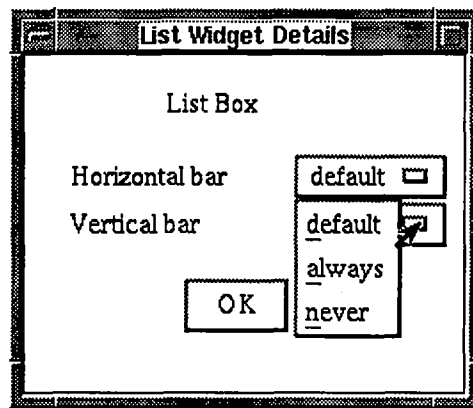 List Widget Details
List Box
Horizontal bar default
Vertical bar default
always
OK never